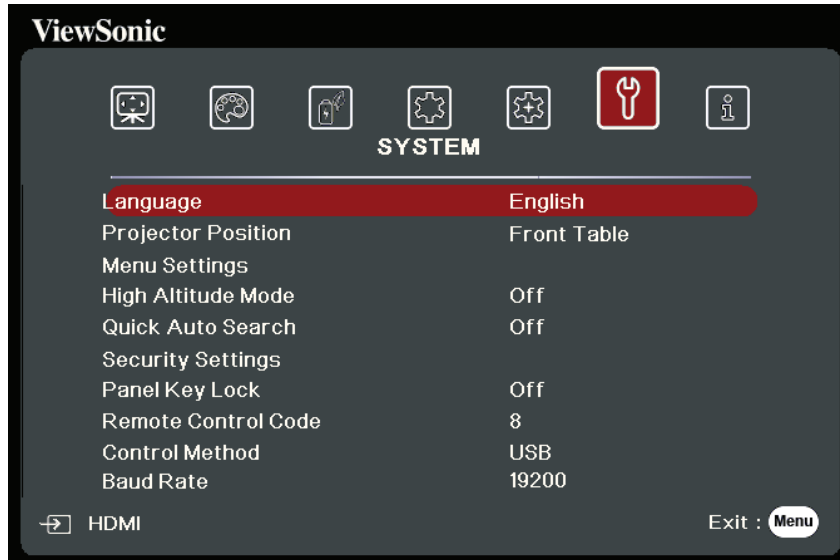 ViewSonic
SYSTEM
Language English
Projector Position Front Table
Menu Settings
High Altitude Mode Off
Quick Auto Search Off
Security Settings
Panel Key Lock Off
Remote Control Code 8
Control Method USB
Baud Rate 19200
HDMI Exit : Menu